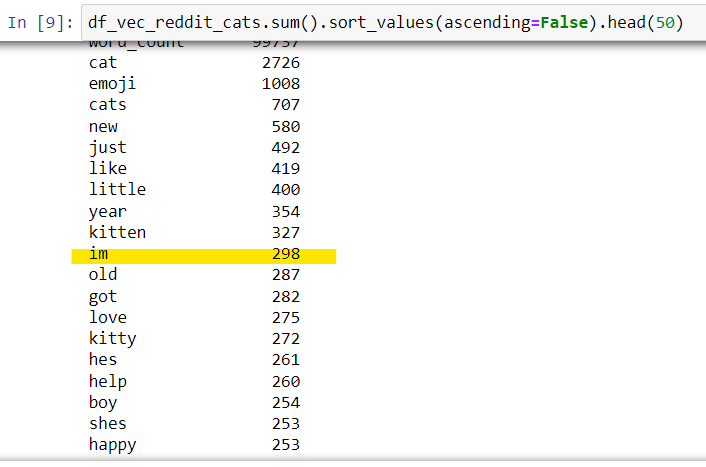 In [9]: df_vec_reddit_cats.sum().sort_values(ascending=False).head(50)
word_count 99737
cat 2726
emoji 1008
cats 707
new 580
just 492
like 419
little 400
year 354
kitten 327
im 298
old 287
got 282
love 275
kitty 272
hes 261
help 260
boy 254
shes 253
happy 253